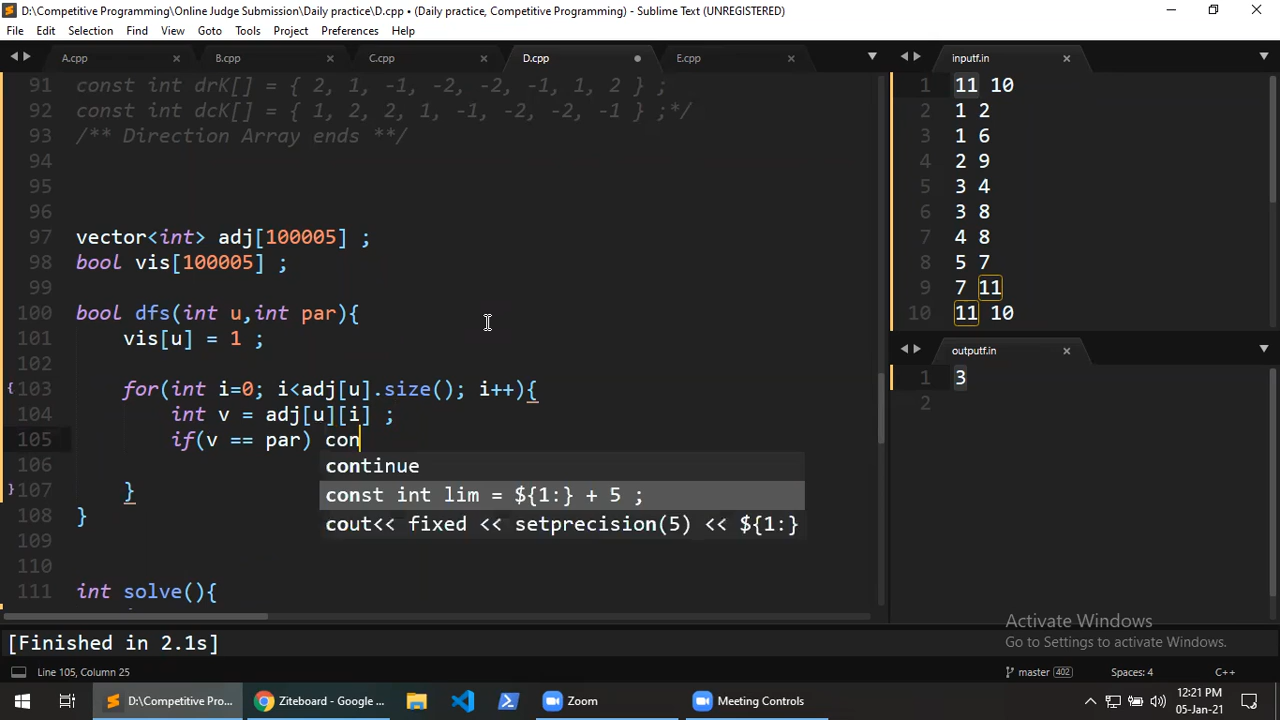 D:\Competitive Programming\Online Judge Submission\Daily practice\D.cpp • (Daily practice, Competitive Programming) - Sublime Text (UNREGISTERED)
File Edit Selection Find View Goto Tools Project Preferences Help
A.cpp B.cpp C.cpp D.cpp E.cpp
91 const int drK[] = { 2, 1, -1, -2, -2, -1, 1, 2 } ;
92 const int dcK[] = { 1, 2, 2, 1, -1, -2, -2, -1 } ;*/
93 /** Direction Array ends **/
94
95
96
97 vector<int> adj[100005] ;
98 bool vis[100005] ;
99
100 bool dfs(int u,int par){
101 vis[u] = 1 ;
102
103 for(int i=0; i<adj[u].size(); i++){
104 int v = adj[u][i] ;
105 if(v == par) con
106
107 }
108 }
109
110
111 int solve(){
continue
const int lim = ${1:} + 5 ;
cout<< fixed << setprecision(5) << ${1:}
inputf.in
1 11 10
2 1 2
3 1 6
4 2 9
5 3 4
6 3 8
7 4 8
8 5 7
9 7 11
10 11 10
outputf.in
1 3
2
[Finished in 2.1s]
Activate Windows
Go to Settings to activate Windows.
Line 105, Column 25
master 402
Spaces: 4
C++
D:\Competitive Pro...
Ziteboard - Google ...
Zoom
Meeting Controls
12:21 PM
05-Jan-21